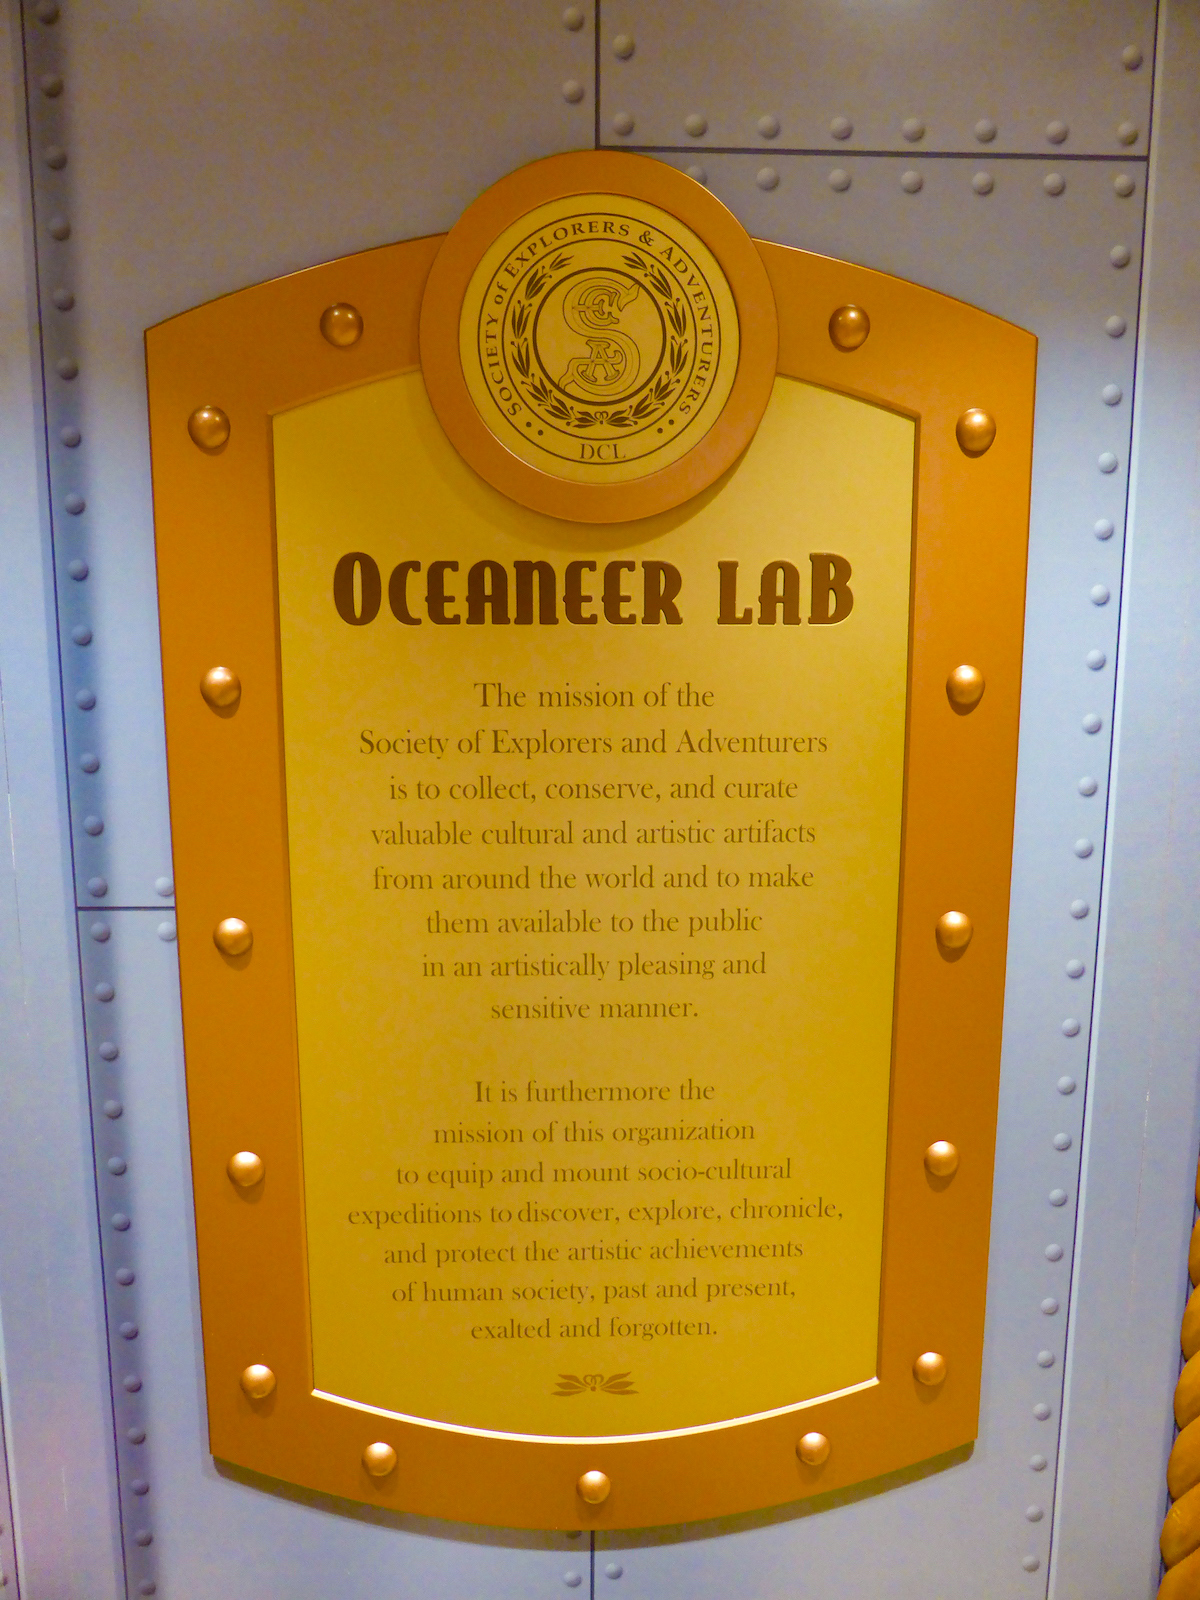 SOCIETY of EXPLORERS & ADVENTURERS
SEA
DCL
OCEANEER LAB
The mission of the
Society of Explorers and Adventurers
is to collect, conserve, and curate
valuable cultural and artistic artifacts
from around the world and to make
them available to the public
in an artistically pleasing and
sensitive manner.
It is furthermore the
mission of this organization
to equip and mount socio-cultural
expeditions to discover, explore, chronicle,
and protect the artistic achievements
of human society, past and present,
exalted and forgotten.